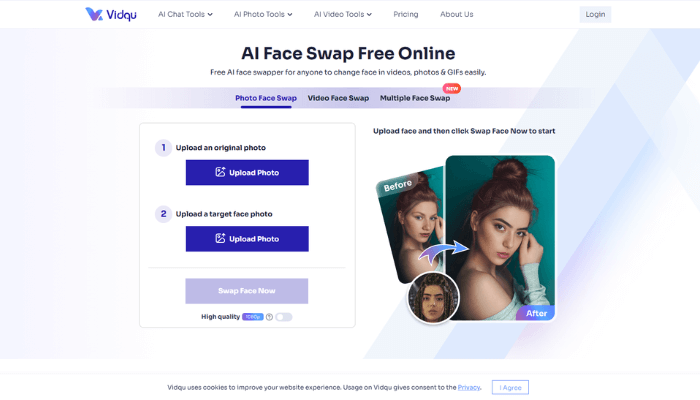 Vidqu
AI Chat Tools AI Photo Tools AI Video Tools Pricing About Us Login
AI Face Swap Free Online
Free AI face swapper for anyone to change face in videos, photos & GIFs easily.
NEW
Photo Face Swap Video Face Swap Multiple Face Swap
1 Upload an original photo
Upload Photo
2 Upload a target face photo
Upload Photo
Swap Face Now
High quality 1080p
Upload face and then click Swap Face Now to start
Before
After
Vidqu uses cookies to improve your website experience. Usage on Vidqu gives consent to the Privacy. I Agree